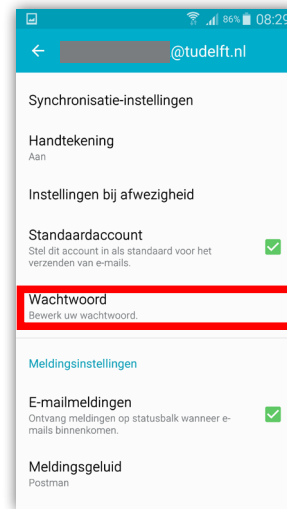 86% 08:29
@tudelft.nl
Synchronisatie-instellingen
Handtekening
Aan
Instellingen bij afwezigheid
Standaardaccount
Stel dit account in als standaard voor het
verzenden van e-mails.
Wachtwoord
Bewerk uw wachtwoord.
Meldingsinstellingen
E-mailmeldingen
Ontvang meldingen op statusbalk wanneer e-
mails binnenkomen.
Meldingsgeluid
Postman